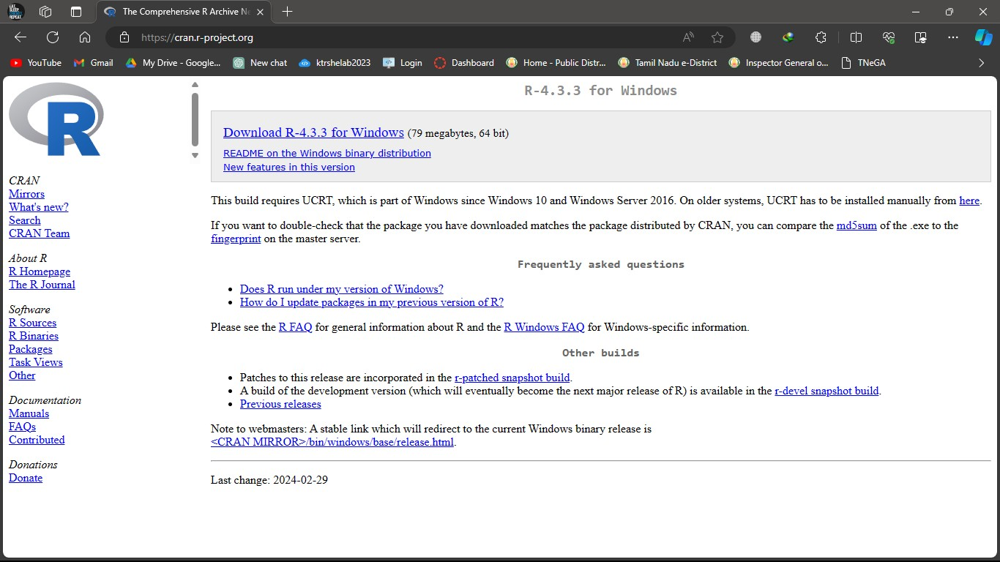 The Comprehensive R Archive Ne
https://cran.r-project.org
YouTube
Gmail
My Drive - Google...
New chat
ktrshelab2023
Login
Dashboard
Home - Public Distr...
Tamil Nadu e-District
Inspector General o...
TNeGA
R
CRAN
Mirrors
What's new?
Search
CRAN Team
About R
R Homepage
The R Journal
Software
R Sources
R Binaries
Packages
Task Views
Other
Documentation
Manuals
FAQs
Contributed
Donations
Donate
R-4.3.3 for Windows
Download R-4.3.3 for Windows (79 megabytes, 64 bit)
README on the Windows binary distribution
New features in this version
This build requires UCRT, which is part of Windows since Windows 10 and Windows Server 2016. On older systems, UCRT has to be installed manually from here.
If you want to double-check that the package you have downloaded matches the package distributed by CRAN, you can compare the md5sum of the .exe to the
fingerprint on the master server.
Frequently asked questions
• Does R run under my version of Windows?
• How do I update packages in my previous version of R?
Please see the R FAQ for general information about R and the R Windows FAQ for Windows-specific information.
Other builds
• Patches to this release are incorporated in the r-patched snapshot build.
• A build of the development version (which will eventually become the next major release of R) is available in the r-devel snapshot build.
• Previous releases
Note to webmasters: A stable link which will redirect to the current Windows binary release is
<CRAN MIRROR>/bin/windows/base/release.html.
Last change: 2024-02-29